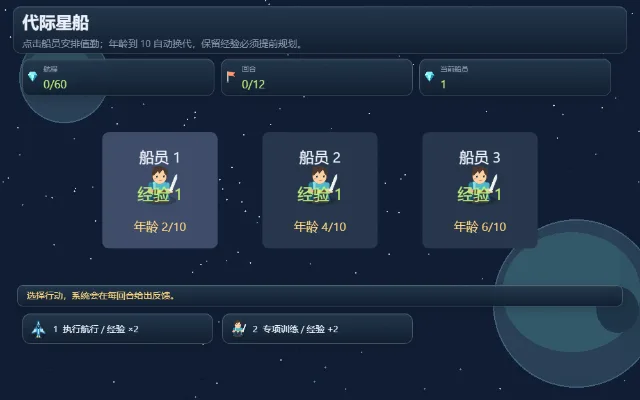 代际星船
点击船员安排值勤；年龄到 10 自动换代，保留经验必须提前规划。
航程
0/60
回合
0/12
当前船员
1
船员 1
经验 1
年龄 2/10
船员 2
经验 1
年龄 4/10
船员 3
经验 1
年龄 6/10
选择行动，系统会在每回合给出反馈。
1 执行航行 / 经验 ×2
2 专项训练 / 经验 +2